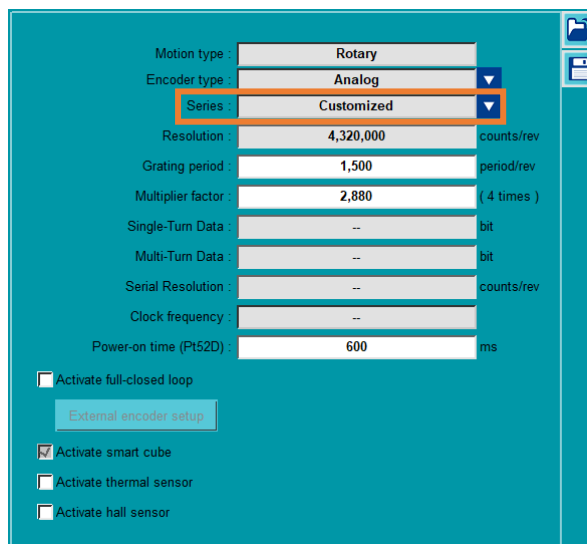 Motion type : Rotary
Encoder type : Analog
Series : Customized
Resolution : 4,320,000 counts/rev
Grating period : 1,500 period/rev
Multiplier factor : 2,880 ( 4 times )
Single-Turn Data : -- bit
Multi-Turn Data : -- bit
Serial Resolution : -- counts/rev
Clock frequency : --
Power-on time (Pt52D) : 600 ms
Activate full-closed loop
External encoder setup
Activate smart cube
Activate thermal sensor
Activate hall sensor